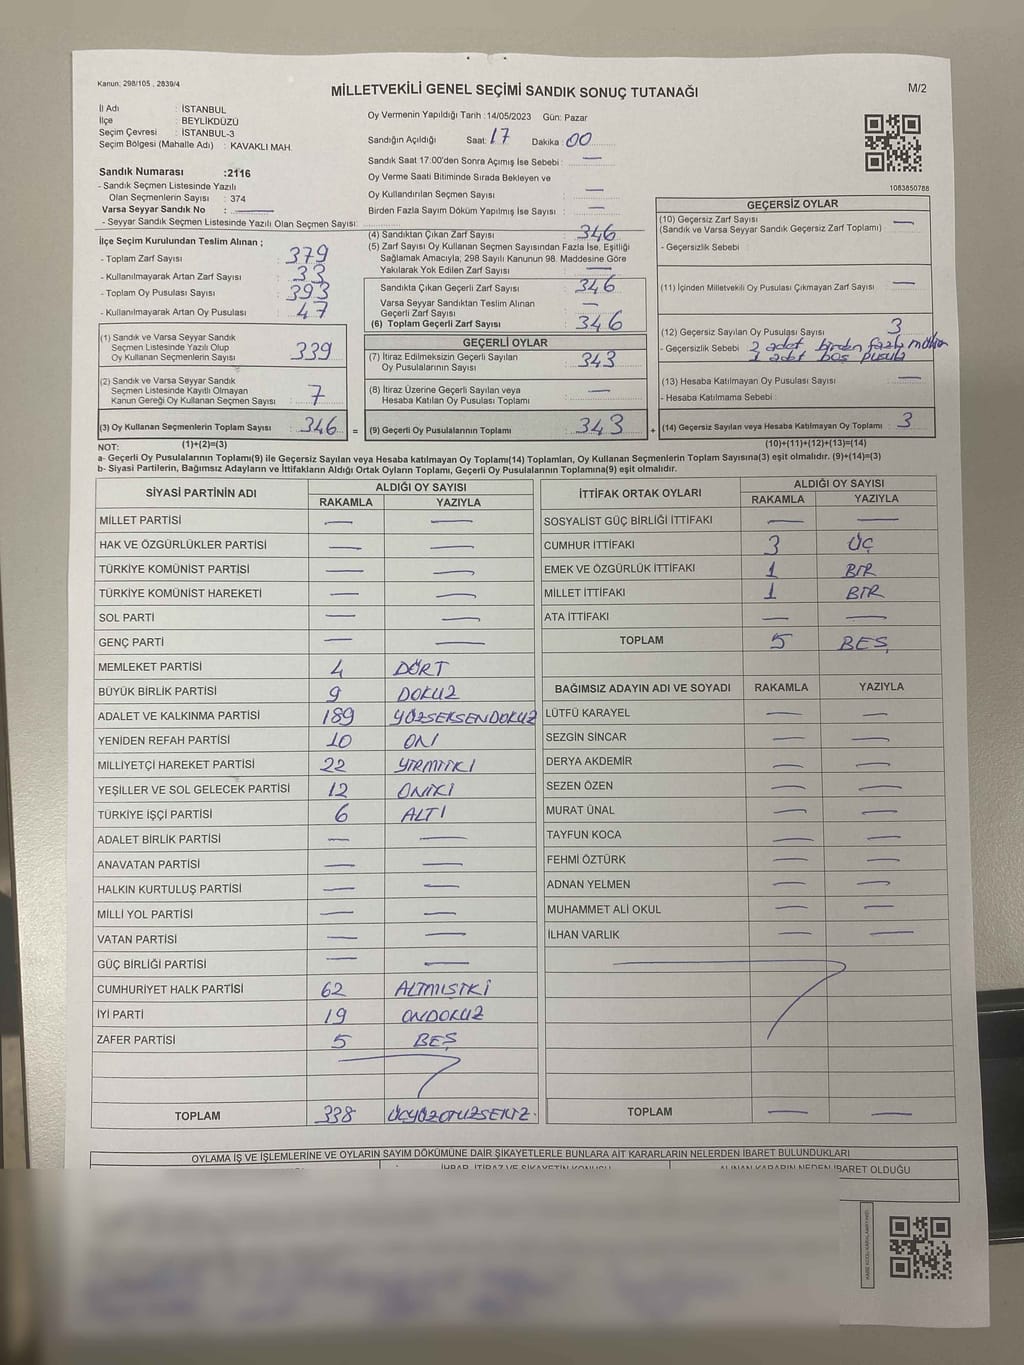 Kanun: 298/105 , 2839/4
MİLLETVEKİLİ GENEL SEÇİMİ SANDIK SONUÇ TUTANAĞI
M/2
İl Adı : İSTANBUL
İlçe : BEYLİKDÜZÜ
Seçim Çevresi : İSTANBUL-3
Seçim Bölgesi (Mahalle Adı) : KAVAKLI MAH.
Oy Vermenin Yapıldığı Tarih : 14/05/2023 Gün: Pazar
Sandığın Açıldığı Saat: 17 Dakika : 00
Sandık Saat 17:00'den Sonra Açılmış İse Sebebi : —
Oy Verme Saati Bitiminde Sırada Bekleyen ve
Oy Kullandırılan Seçmen Sayısı : —
Birden Fazla Sayım Döküm Yapılmış İse Sayısı : —
1083850788
Sandık Numarası :2116
- Sandık Seçmen Listesinde Yazılı
Olan Seçmenlerin Sayısı : 374
Varsa Seyyar Sandık No : —
- Seyyar Sandık Seçmen Listesinde Yazılı Olan Seçmen Sayısı:
İlçe Seçim Kurulundan Teslim Alınan ;
- Toplam Zarf Sayısı : 379
- Kullanılmayarak Artan Zarf Sayısı : 33
- Toplam Oy Pusulası Sayısı : 393
- Kullanılmayarak Artan Oy Pusulası : 47
(1) Sandık ve Varsa Seyyar Sandık
Seçmen Listesinde Yazılı Olup
Oy Kullanan Seçmenlerin Sayısı : 339
(2) Sandık ve Varsa Seyyar Sandık
Seçmen Listesinde Kayıtlı Olmayan
Kanun Gereği Oy Kullanan Seçmen Sayısı : 7
(3) Oy Kullanan Seçmenlerin Toplam Sayısı : 346 =
(4) Sandıktan Çıkan Zarf Sayısı : 346
(5) Zarf Sayısı Oy Kullanan Seçmen Sayısından Fazla İse, Eşitliği
Sağlamak Amacıyla, 298 Sayılı Kanunun 98. Maddesine Göre
Yakılarak Yok Edilen Zarf Sayısı : —
Sandıkta Çıkan Geçerli Zarf Sayısı : 346
Varsa Seyyar Sandıktan Teslim Alınan
Geçerli Zarf Sayısı : —
(6) Toplam Geçerli Zarf Sayısı : 346
GEÇERLİ OYLAR
(7) İtiraz Edilmeksizin Geçerli Sayılan
Oy Pusulalarının Sayısı : 343
(8) İtiraz Üzerine Geçerli Sayılan veya
Hesaba Katılan Oy Pusulası Toplamı : —
(9) Geçerli Oy Pusulalarının Toplamı : 343 +
GEÇERSİZ OYLAR
(10) Geçersiz Zarf Sayısı : —
(Sandık ve Varsa Seyyar Sandık Geçersiz Zarf Toplamı)
- Geçersizlik Sebebi :
(11) İçinden Milletvekili Oy Pusulası Çıkmayan Zarf Sayısı : —
(12) Geçersiz Sayılan Oy Pusulası Sayısı : 3
- Geçersizlik Sebebi : 2 adet birden fazla mühür
1 adet boş pusula
(13) Hesaba Katılmayan Oy Pusulası Sayısı : —
- Hesaba Katılmama Sebebi :
(14) Geçersiz Sayılan veya Hesaba Katılmayan Oy Toplamı : 3
NOT: (1)+(2)=(3)
(10)+(11)+(12)+(13)=(14)
a- Geçerli Oy Pusulalarının Toplamı(9) ile Geçersiz Sayılan veya Hesaba Katılmayan Oy Toplamı(14) Toplamları, Oy Kullanan Seçmenlerin Toplam Sayısına(3) eşit olmalıdır. (9)+(14)=(3)
b- Siyasi Partilerin, Bağımsız Adayların ve İttifakların Aldığı Ortak Oyların Toplamı, Geçerli Oy Pusulalarının Toplamına(9) eşit olmalıdır.
SİYASİ PARTİNİN ADI ALDIĞI OY SAYISI
RAKAMLA YAZIYLA
MİLLET PARTİSİ — —
HAK VE ÖZGÜRLÜKLER PARTİSİ — —
TÜRKİYE KOMÜNİST PARTİSİ — —
TÜRKİYE KOMÜNİST HAREKETİ — —
SOL PARTİ — —
GENÇ PARTİ — —
MEMLEKET PARTİSİ 4 DÖRT
BÜYÜK BİRLİK PARTİSİ 9 DOKUZ
ADALET VE KALKINMA PARTİSİ 189 YÜZSEKSENDOKUZ
YENİDEN REFAH PARTİSİ 10 ON
MİLLİYETÇİ HAREKET PARTİSİ 22 YİRMİİKİ
YEŞİLLER VE SOL GELECEK PARTİSİ 12 ONİKİ
TÜRKİYE İŞÇİ PARTİSİ 6 ALTI
ADALET BİRLİK PARTİSİ — —
ANAVATAN PARTİSİ — —
HALKIN KURTULUŞ PARTİSİ — —
MİLLİ YOL PARTİSİ — —
VATAN PARTİSİ — —
GÜÇ BİRLİĞİ PARTİSİ — —
CUMHURİYET HALK PARTİSİ 62 ALTMIŞİKİ
İYİ PARTİ 19 ONDOKUZ
ZAFER PARTİSİ 5 BEŞ
TOPLAM 338 ÜÇYÜZOTUZSEKİZ.
İTTİFAK ORTAK OYLARI ALDIĞI OY SAYISI
RAKAMLA YAZIYLA
SOSYALİST GÜÇ BİRLİĞİ İTTİFAKI — —
CUMHUR İTTİFAKI 3 ÜÇ
EMEK VE ÖZGÜRLÜK İTTİFAKI 1 BİR
MİLLET İTTİFAKI 1 BİR
ATA İTTİFAKI — —
TOPLAM 5 BEŞ
BAĞIMSIZ ADAYIN ADI VE SOYADI RAKAMLA YAZIYLA
LÜTFÜ KARAYEL — —
SEZGİN SİNCAR — —
DERYA AKDEMİR — —
SEZEN ÖZEN — —
MURAT ÜNAL — —
TAYFUN KOCA — —
FEHMİ ÖZTÜRK — —
ADNAN YELMEN — —
MUHAMMET ALİ OKUL — —
İLHAN VARLIK — —
TOPLAM — —
OYLAMA İŞ VE İŞLEMLERİNE VE OYLARIN SAYIM DÖKÜMÜNE DAİR ŞİKAYETLERLE BUNLARA AİT KARARLARIN NELERDEN İBARET BULUNDUKLARI
İHBAR, İTİRAZ VE ŞİKAYETİN KONUSU ALINAN KARARIN NEDEN İBARET OLDUĞU